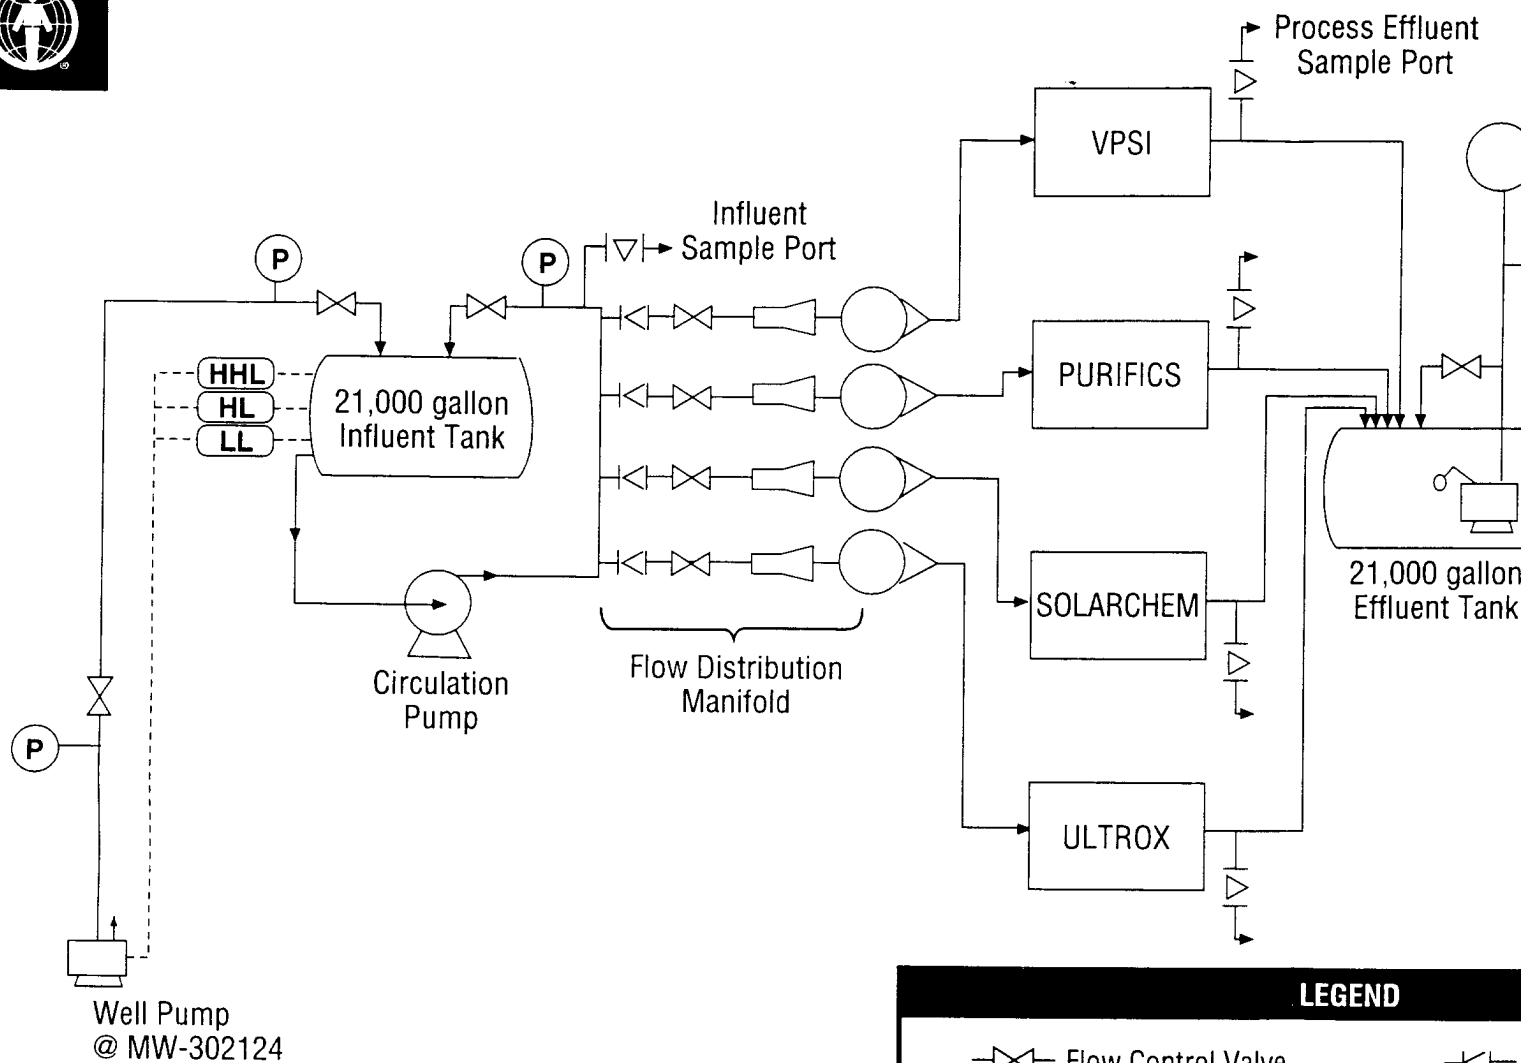 ®
Process Effluent
Sample Port
VPSI
Influent
Sample Port
P
P
HHL
HL
LL
21,000 gallon
Influent Tank
PURIFICS
21,000 gallon
Effluent Tank
SOLARCHEM
Circulation
Pump
Flow Distribution
Manifold
P
ULTROX
Well Pump
@ MW-302124
LEGEND
Flow Control Valve